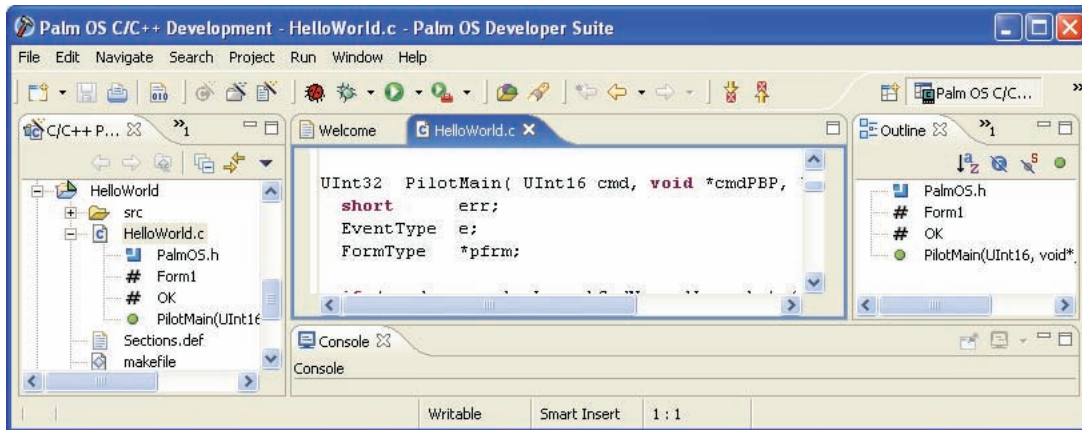 Palm OS C/C++ Development - HelloWorld.c - Palm OS Developer Suite
File Edit Navigate Search Project Run Window Help
Palm OS C/C...
C/C++ P...
1
HelloWorld
src
HelloWorld.c
PalmOS.h
# Form1
# OK
PilotMain(UInt16
Sections.def
makefile
Welcome
HelloWorld.c
UInt32 PilotMain( UInt16 cmd, void *cmdPBP,
short err;
EventType e;
FormType *pfrm;
Console
Console
Outline
1
PalmOS.h
# Form1
# OK
PilotMain(UInt16, void*
Writable Smart Insert 1 : 1